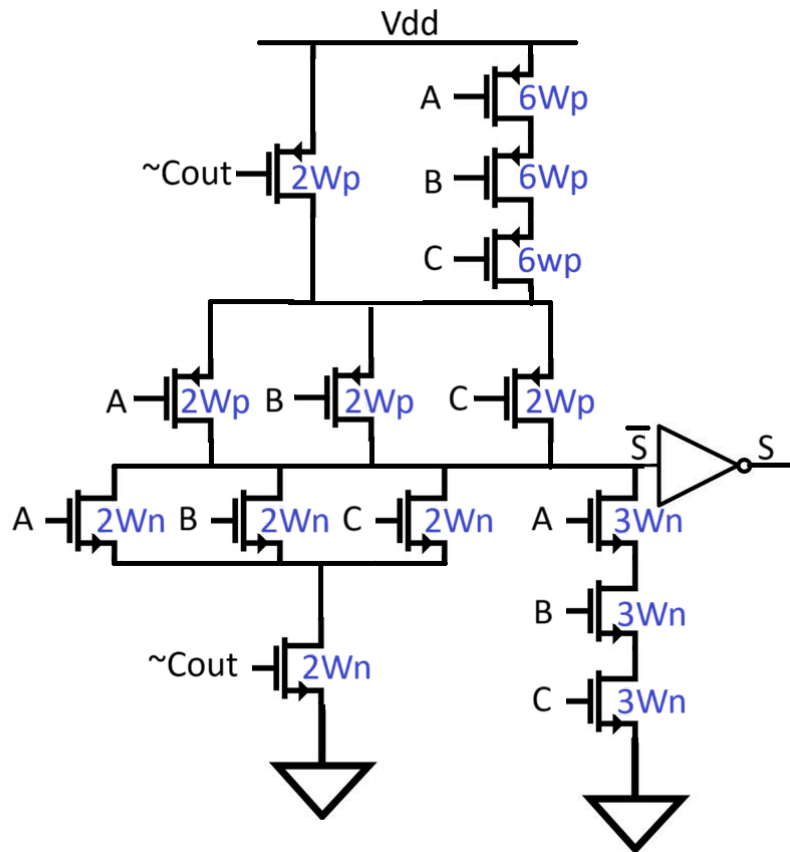 Vdd
A 6Wp
~Cout 2Wp B 6Wp
C 6wp
A 2Wp B 2Wp C 2Wp
S̅ S
A 2Wn B 2Wn C 2Wn A 3Wn
B 3Wn
~Cout 2Wn
C 3Wn